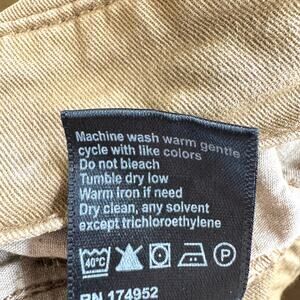 Machine wash warm gentle
cycle with like colors
Do not bleach
Tumble dry low
Warm iron if need
Dry clean, any solvent
except trichloroethylene
40°C P
RN 174952